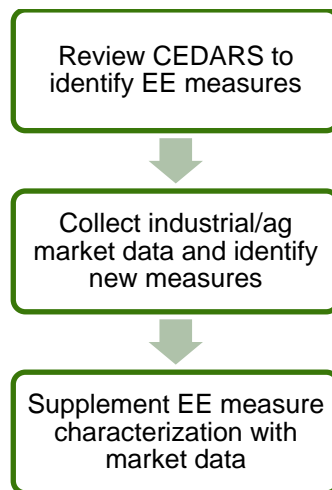 Review CEDARS to
identify EE measures
Collect industrial/ag
market data and identify
new measures
Supplement EE measure
characterization with
market data